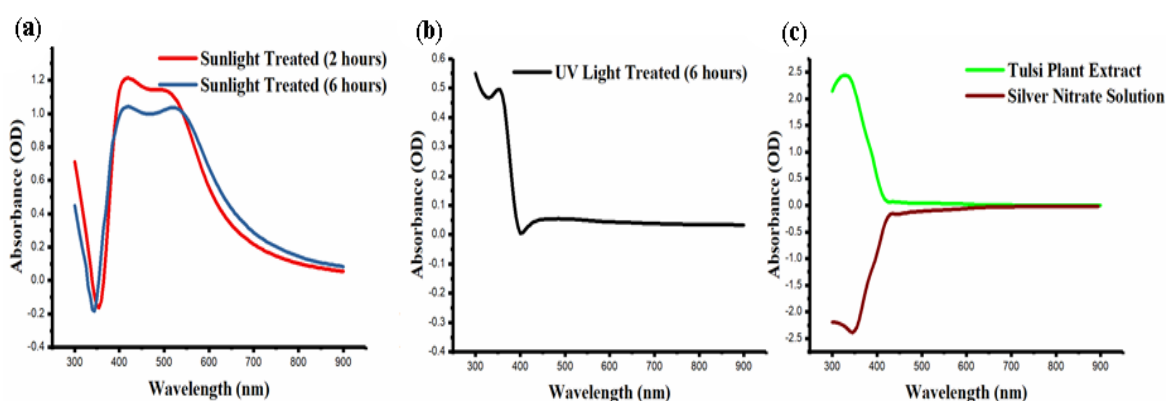 (a)
Sunlight Treated (2 hours)
Sunlight Treated (6 hours)
Absorbance (OD)
1.2
1.0
0.8
0.6
0.4
0.2
0.0
-0.2
-0.4
300 400 500 600 700 800 900
Wavelength (nm)
(b)
UV Light Treated (6 hours)
Absorbance (OD)
0.6
0.5
0.4
0.3
0.2
0.1
0.0
-0.1
-0.2
-0.3
-0.4
300 400 500 600 700 800 900
Wavelength (nm)
(c)
Tulsi Plant Extract
Silver Nitrate Solution
Absorbance (OD)
2.5
2.0
1.5
1.0
0.5
0.0
-0.5
-1.0
-1.5
-2.0
-2.5
300 400 500 600 700 800 900
Wavelength (nm)